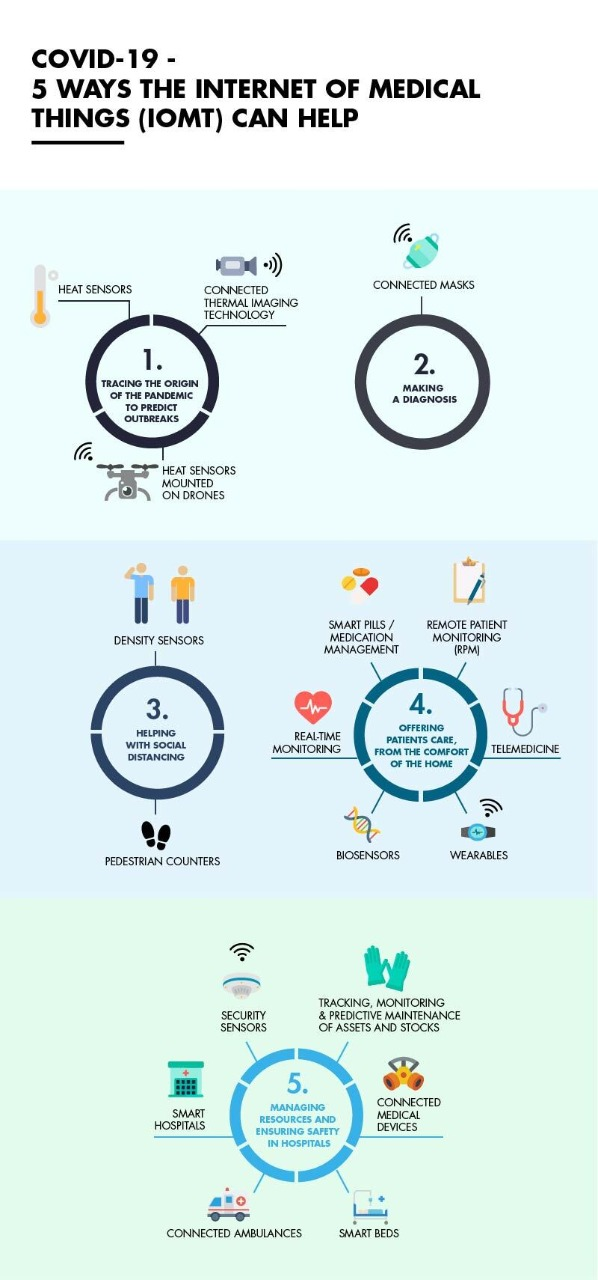 COVID-19 -
5 WAYS THE INTERNET OF MEDICAL
THINGS (IOMT) CAN HELP
HEAT SENSORS
CONNECTED
THERMAL IMAGING
TECHNOLOGY
1.
TRACING THE ORIGIN
OF THE PANDEMIC
TO PREDICT
OUTBREAKS
HEAT SENSORS
MOUNTED
ON DRONES
CONNECTED MASKS
2.
MAKING
A DIAGNOSIS
DENSITY SENSORS
3.
HELPING
WITH SOCIAL
DISTANCING
PEDESTRIAN COUNTERS
SMART PILLS /
MEDICATION
MANAGEMENT
REMOTE PATIENT
MONITORING
(RPM)
REAL-TIME
MONITORING
4.
OFFERING
PATIENTS CARE,
FROM THE COMFORT
OF THE HOME
TELEMEDICINE
BIOSENSORS
WEARABLES
SECURITY
SENSORS
TRACKING, MONITORING
& PREDICTIVE MAINTENANCE
OF ASSETS AND STOCKS
SMART
HOSPITALS
5.
MANAGING
RESOURCES AND
ENSURING SAFETY
IN HOSPITALS
CONNECTED
MEDICAL
DEVICES
CONNECTED AMBULANCES
SMART BEDS